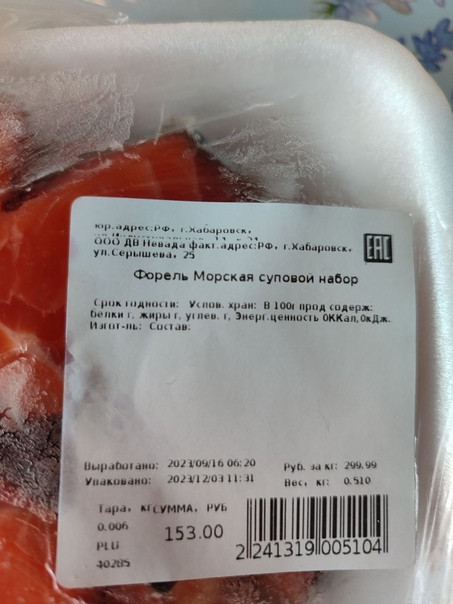 юр.адрес:РФ, г.Хабаровск,
ООО ДВ Невада факт.адрес:РФ, г.Хабаровск,
ул.Серышева, 25
EAC
Форель Морская суповой набор
Срок годности: Услов. хран: В 100г прод содерж:
белки г, жиры г, углев. г, Энерг.ценность 0ККал,0кДж.
Изгот-ль: Состав:
Выработано: 2023/09/16 06:20 Руб. за кг: 299.99
Упаковано: 2023/12/03 11:31 Вес, кг: 0.510
Тара, кг СУММА, РУБ
0.006 153.00
PLU
40285
2 241319 005104